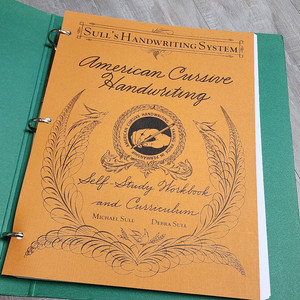 SULL'S HANDWRITING SYSTEM
American Cursive
Handwriting
Self-Study Workbook
and Curriculum
MICHAEL SULL DEBRA SULL